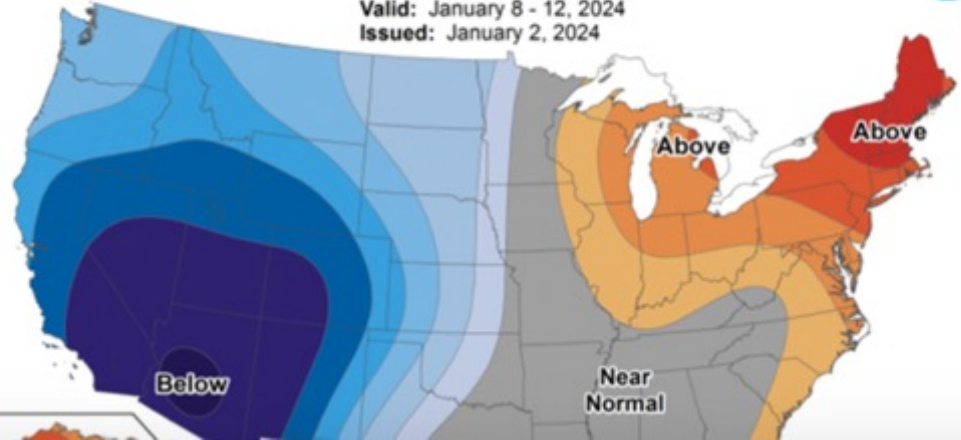 Valid: January 8 - 12, 2024
Issued: January 2, 2024
Above
Above
Below
Near
Normal